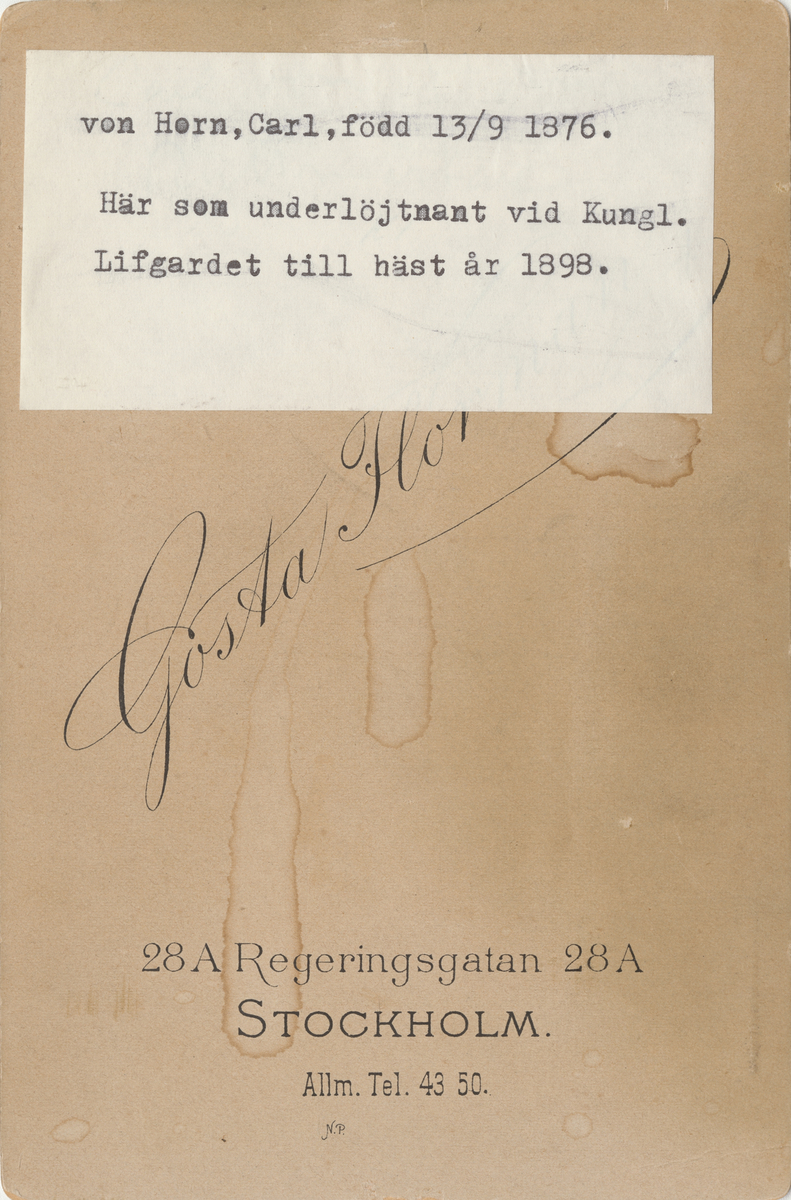 von Horn,Carl,född 13/9 1876.
Här som underlöjtnant vid Kungl.
Lifgardet till häst år 1898.
Gösta
28A Regeringsgatan 28A
STOCKHOLM.
Allm. Tel. 43 50.
N.P.